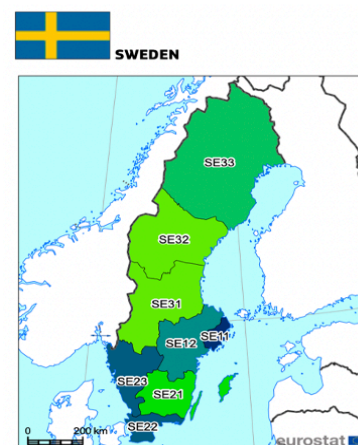 SWEDEN
SE33
SE32
SE31
SE11
SE12
SE23
SE21
SE22
0 200 km
eurostat